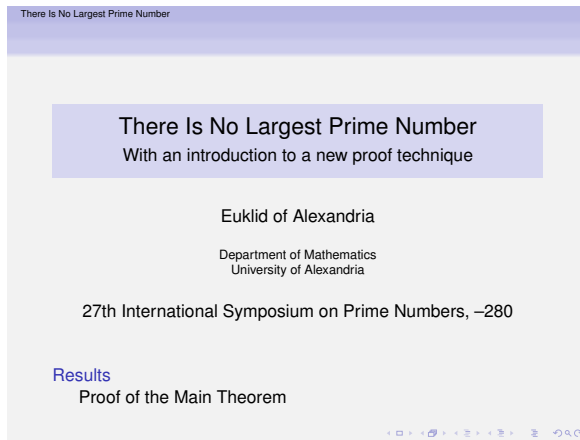 There Is No Largest Prime Number
There Is No Largest Prime Number
With an introduction to a new proof technique
Euklid of Alexandria
Department of Mathematics
University of Alexandria
27th International Symposium on Prime Numbers, –280
Results
Proof of the Main Theorem